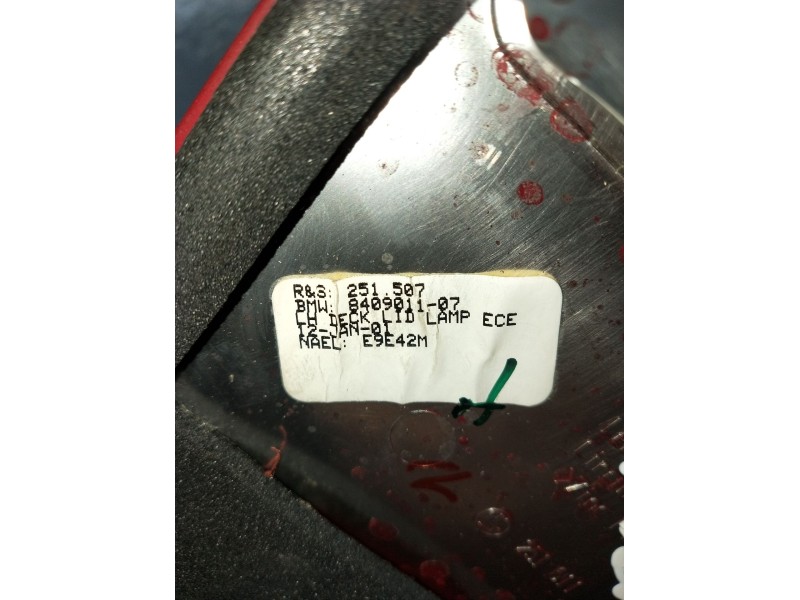 R&S: 251.507
BMW: 8409011-07
LH DECK LID LAMP ECE
12-JAN-01
NAEL: E9E42M